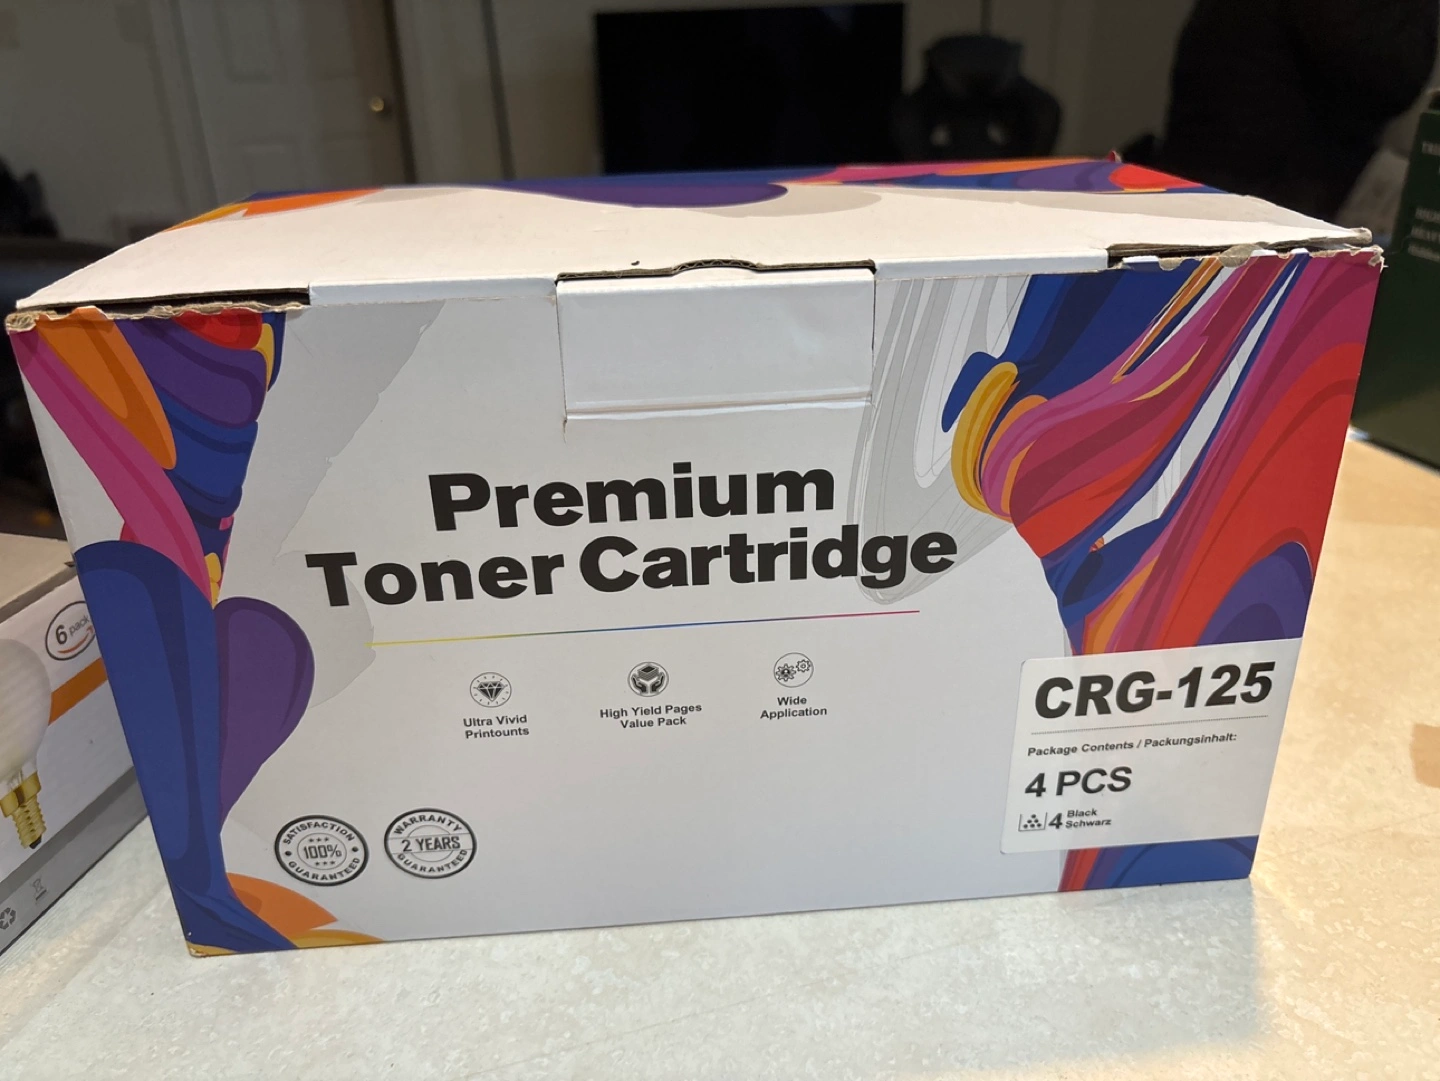 Premium
Toner Cartridge
Ultra Vivid
Printounts
High Yield Pages
Value Pack
Wide
Application
SATISFACTION
100%
GUARANTEED
WARRANTY
2 YEARS
GUARANTEED
CRG-125
Package Contents / Packungsinhalt:
4 PCS
4 Black
Schwarz
6 pack